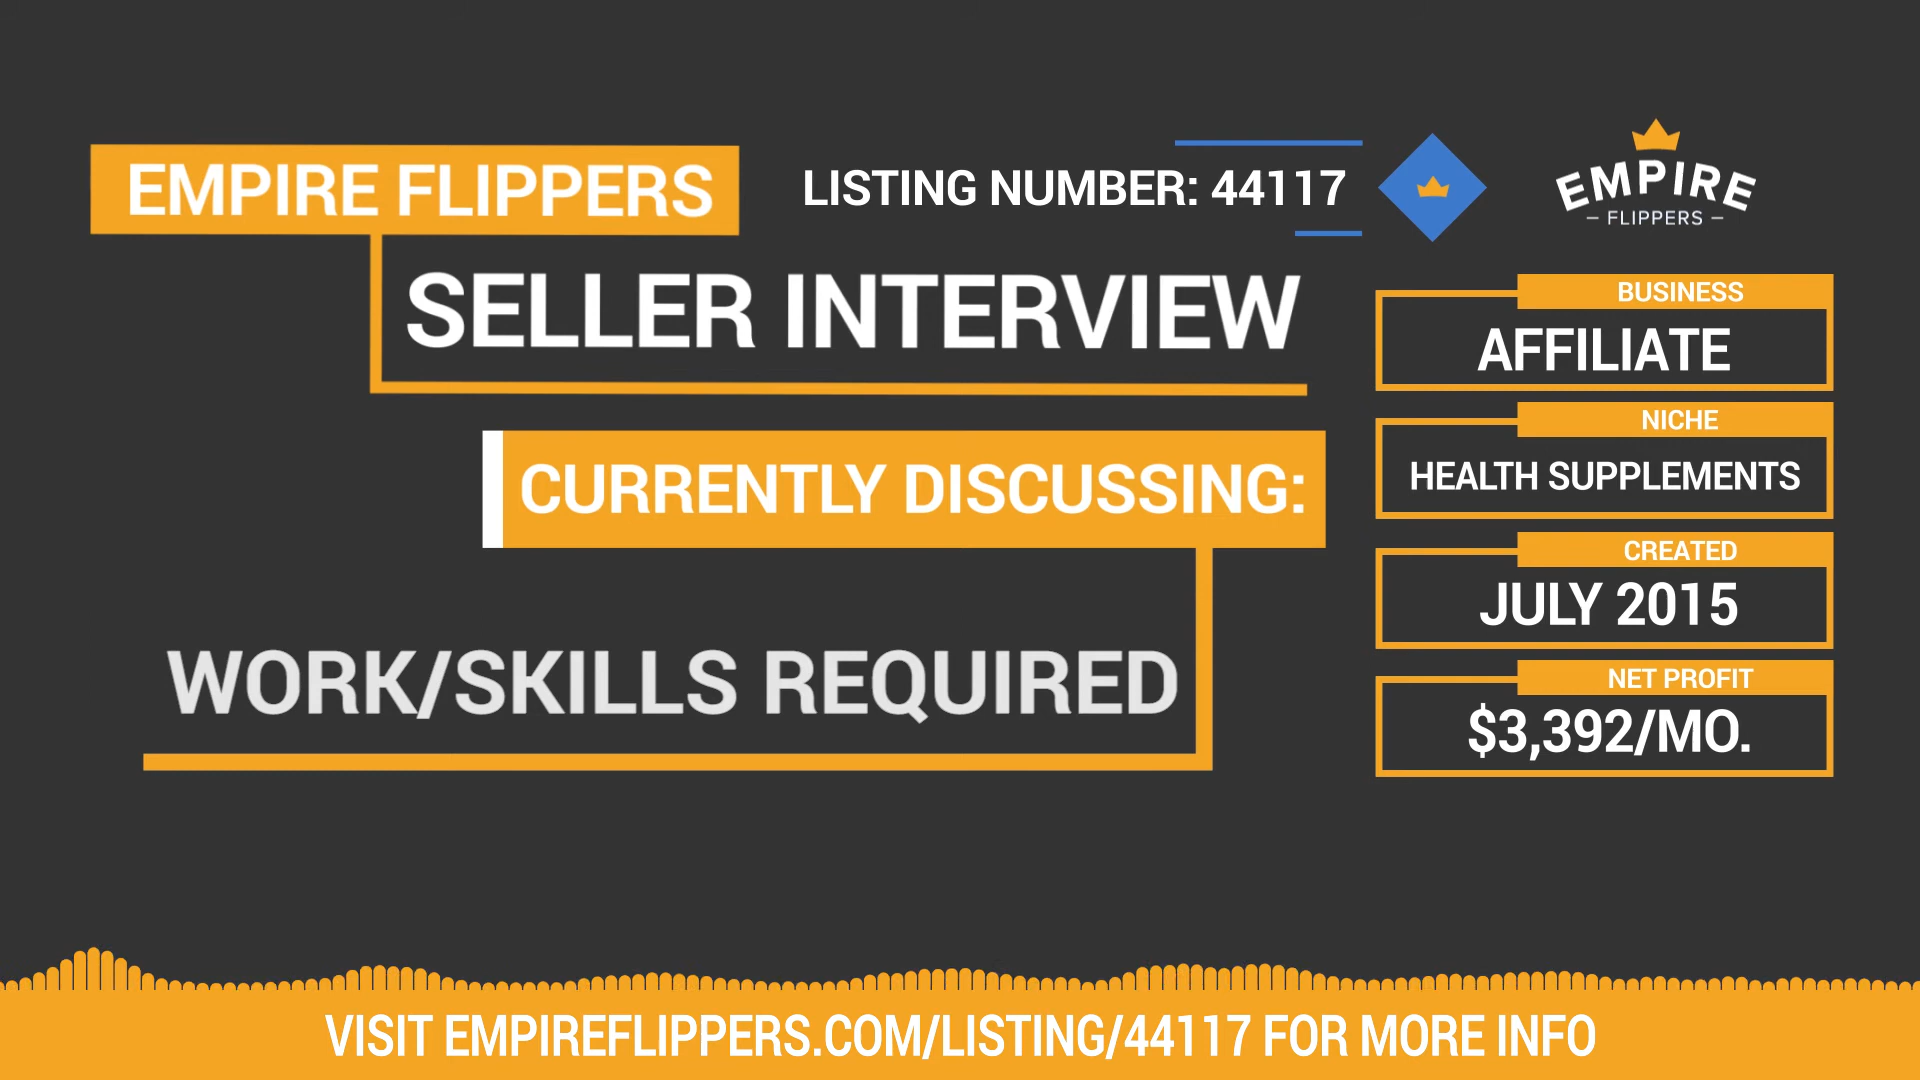 EMPIRE FLIPPERS
LISTING NUMBER: 44117
EMPIRE
FLIPPERS
SELLER INTERVIEW
CURRENTLY DISCUSSING:
WORK/SKILLS REQUIRED
BUSINESS
AFFILIATE
NICHE
HEALTH SUPPLEMENTS
CREATED
JULY 2015
NET PROFIT
$3,392/MO.
VISIT EMPIREFLIPPERS.COM/LISTING/44117 FOR MORE INFO